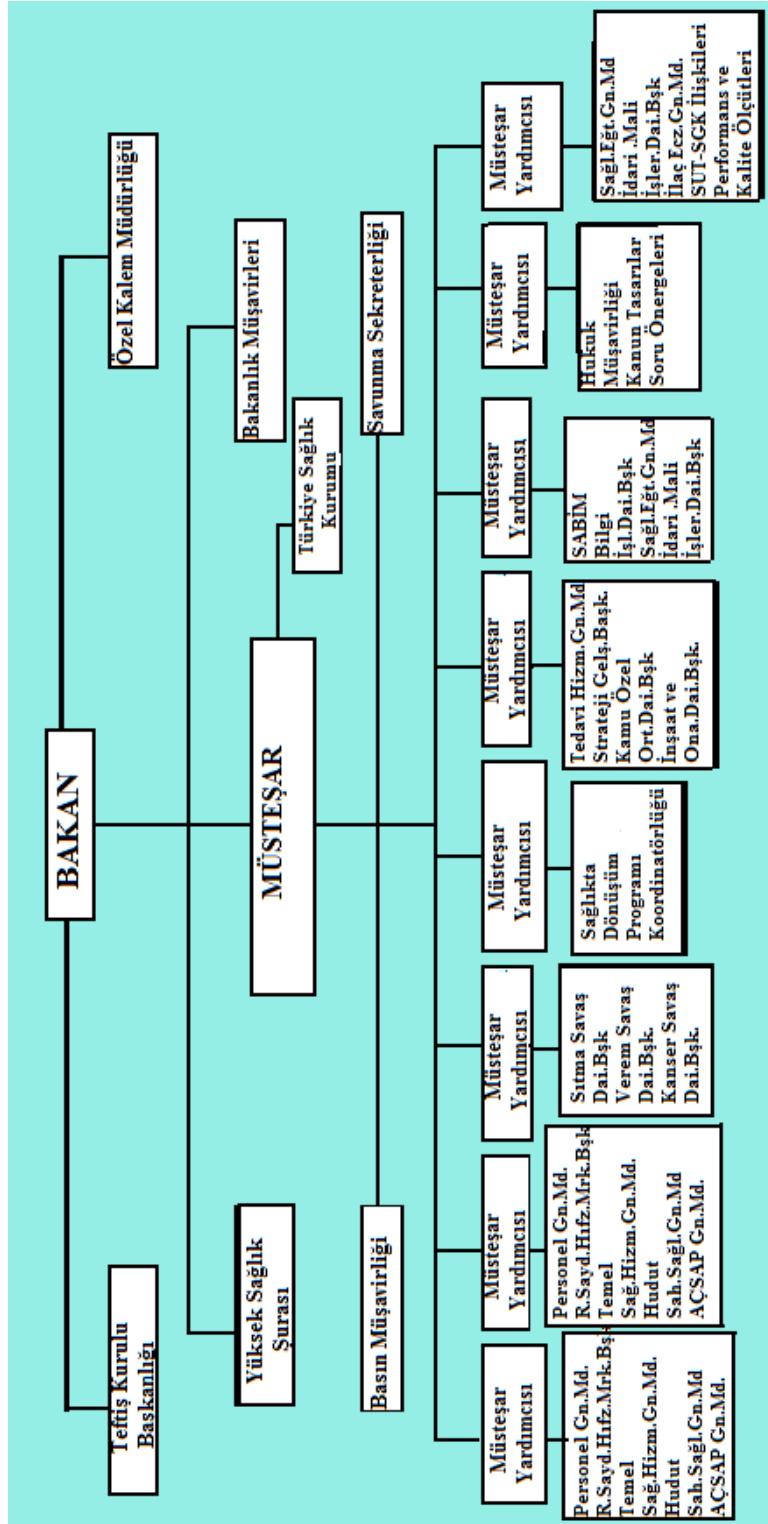 BAKAN
Teftiş Kurulu
Başkanlığı
Özel Kalem Müdürlüğü
Yüksek Sağlık
Şurası
Bakanlık Müşavirleri
MÜSTEŞAR
Türkiye Sağlık
Kurumu
Basın Müşavirliği
Savunma Sekreterliği
Müsteşar
Yardımcısı
Müsteşar
Yardımcısı
Müsteşar
Yardımcısı
Müsteşar
Yardımcısı
Müsteşar
Yardımcısı
Müsteşar
Yardımcısı
Müsteşar
Yardımcısı
Müsteşar
Yardımcısı
Personel Gn.Md.
R.Sayd.Hıfz.Mrk.Bşk
Temel
Sağ.Hizm.Gn.Md.
Hudut
Sah.Sağl.Gn.Md
AÇSAP Gn.Md.
Personel Gn.Md.
R.Sayd.Hıfz.Mrk.Bşk
Temel
Sağ.Hizm.Gn.Md.
Hudut
Sah.Sağl.Gn.Md
AÇSAP Gn.Md.
Sıtma Savaş
Dai.Bşk
Verem Savaş
Dai.Bşk.
Kanser Savaş
Dai.Bşk.
Sağlıkta
Dönüşüm
Programı
Koordinatörlüğü
Tedavi Hizm.Gn.Md
Strateji Gelş.Başk.
Kamu Özel
Ort.Dai.Bşk
İnşaat ve
Ona.Dai.Bşk.
SABİM
Bilgi
İşl.Dai.Bşk
Sağl.Eğt.Gn.Md
İdari .Mali
İşler.Dai.Bşk
Hukuk
Müşavirliği
Kanun Tasarılar
Soru Önergeleri
Sağl.Eğt.Gn.Md
İdari .Mali
İşler.Dai.Bşk
İlaç Ecz.Gn.Md.
SUT-SGK İlişkileri
Performans ve
Kalite Ölçütleri